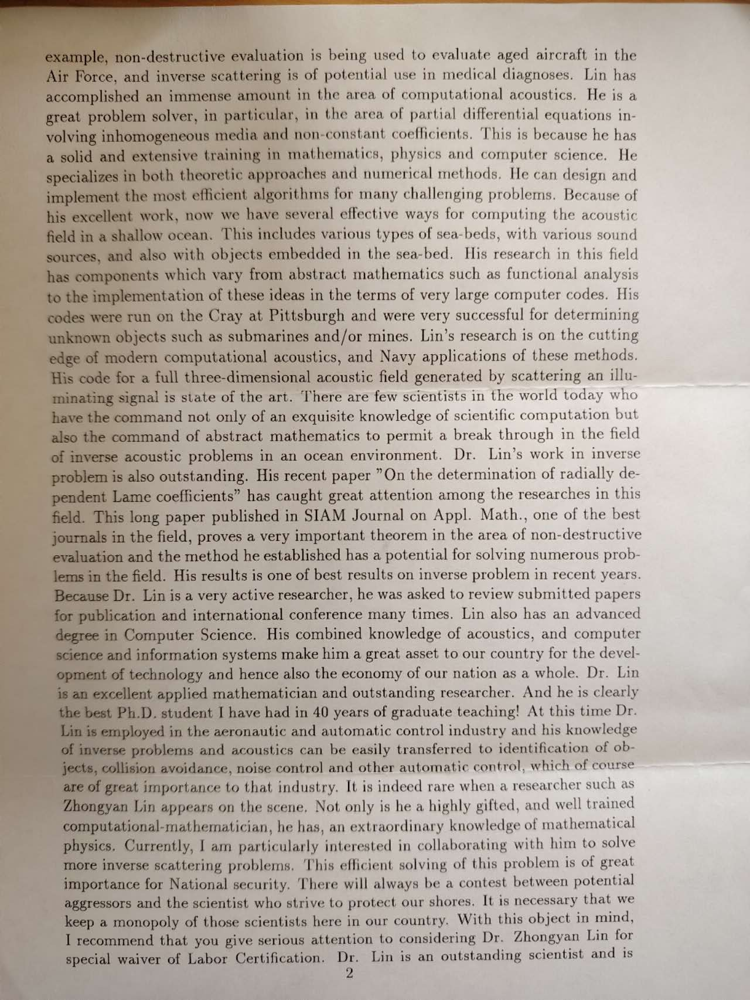 example, non-destructive evaluation is being used to evaluate aged aircraft in the
Air Force, and inverse scattering is of potential use in medical diagnoses. Lin has
accomplished an immense amount in the area of computational acoustics. He is a
great problem solver, in particular, in the area of partial differential equations in-
volving inhomogeneous media and non-constant coefficients. This is because he has
a solid and extensive training in mathematics, physics and computer science. He
specializes in both theoretic approaches and numerical methods. He can design and
implement the most efficient algorithms for many challenging problems. Because of
his excellent work, now we have several effective ways for computing the acoustic
field in a shallow ocean. This includes various types of sea-beds, with various sound
sources, and also with objects embedded in the sea-bed. His research in this field
has components which vary from abstract mathematics such as functional analysis
to the implementation of these ideas in the terms of very large computer codes. His
codes were run on the Cray at Pittsburgh and were very successful for determining
unknown objects such as submarines and/or mines. Lin's research is on the cutting
edge of modern computational acoustics, and Navy applications of these methods.
His code for a full three-dimensional acoustic field generated by scattering an illu-
minating signal is state of the art. There are few scientists in the world today who
have the command not only of an exquisite knowledge of scientific computation but
also the command of abstract mathematics to permit a break through in the field
of inverse acoustic problems in an ocean environment. Dr. Lin's work in inverse
problem is also outstanding. His recent paper "On the determination of radially de-
pendent Lame coefficients" has caught great attention among the researches in this
field. This long paper published in SIAM Journal on Appl. Math., one of the best
journals in the field, proves a very important theorem in the area of non-destructive
evaluation and the method he established has a potential for solving numerous prob-
lems in the field. His results is one of best results on inverse problem in recent years.
Because Dr. Lin is a very active researcher, he was asked to review submitted papers
for publication and international conference many times. Lin also has an advanced
degree in Computer Science. His combined knowledge of acoustics, and computer
science and information systems make him a great asset to our country for the devel-
opment of technology and hence also the economy of our nation as a whole. Dr. Lin
is an excellent applied mathematician and outstanding researcher. And he is clearly
the best Ph.D. student I have had in 40 years of graduate teaching! At this time Dr.
Lin is employed in the aeronautic and automatic control industry and his knowledge
of inverse problems and acoustics can be easily transferred to identification of ob-
jects, collision avoidance, noise control and other automatic control, which of course
are of great importance to that industry. It is indeed rare when a researcher such as
Zhongyan Lin appears on the scene. Not only is he a highly gifted, and well trained
computational-mathematician, he has, an extraordinary knowledge of mathematical
physics. Currently, I am particularly interested in collaborating with him to solve
more inverse scattering problems. This efficient solving of this problem is of great
importance for National security. There will always be a contest between potential
aggressors and the scientist who strive to protect our shores. It is necessary that we
keep a monopoly of those scientists here in our country. With this object in mind,
I recommend that you give serious attention to considering Dr. Zhongyan Lin for
special waiver of Labor Certification. Dr. Lin is an outstanding scientist and is
2